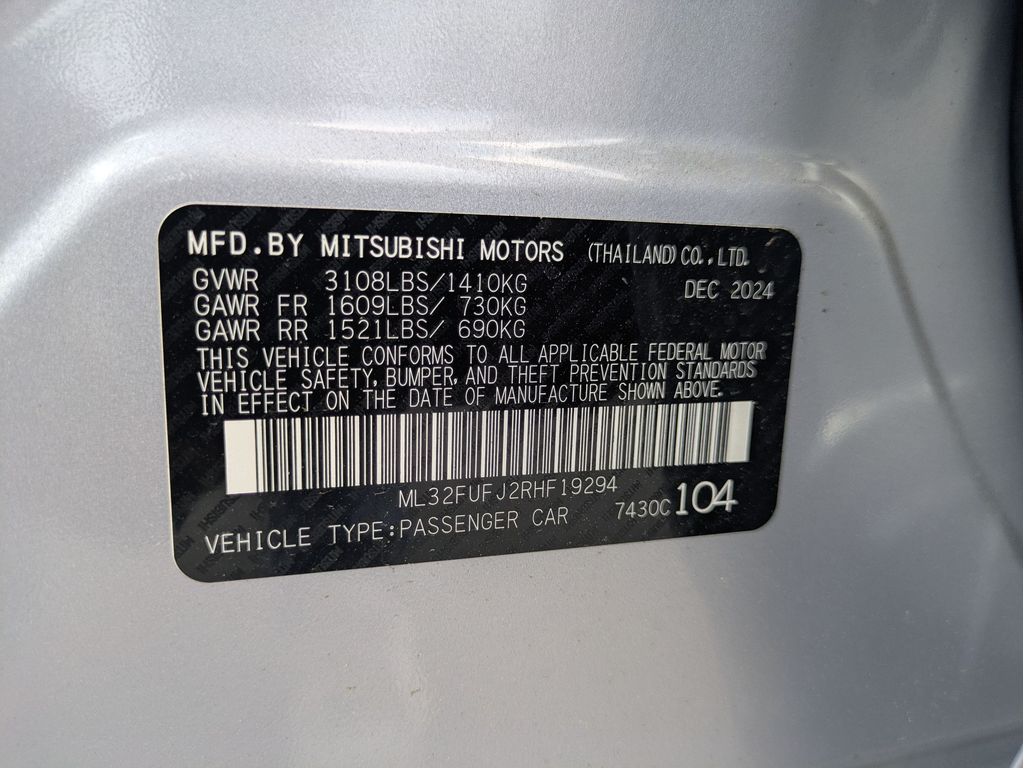 MFD.BY MITSUBISHI MOTORS (THAILAND) CO.,LTD.
GVWR 3108LBS/1410KG DEC 2024
GAWR FR 1609LBS/ 730KG
GAWR RR 1521LBS/ 690KG
THIS VEHICLE CONFORMS TO ALL APPLICABLE FEDERAL MOTOR
VEHICLE SAFETY, BUMPER, AND THEFT PREVENTION STANDARDS
IN EFFECT ON THE DATE OF MANUFACTURE SHOWN ABOVE.
ML32FUFJ2RHF19294
VEHICLE TYPE:PASSENGER CAR 7430C 104